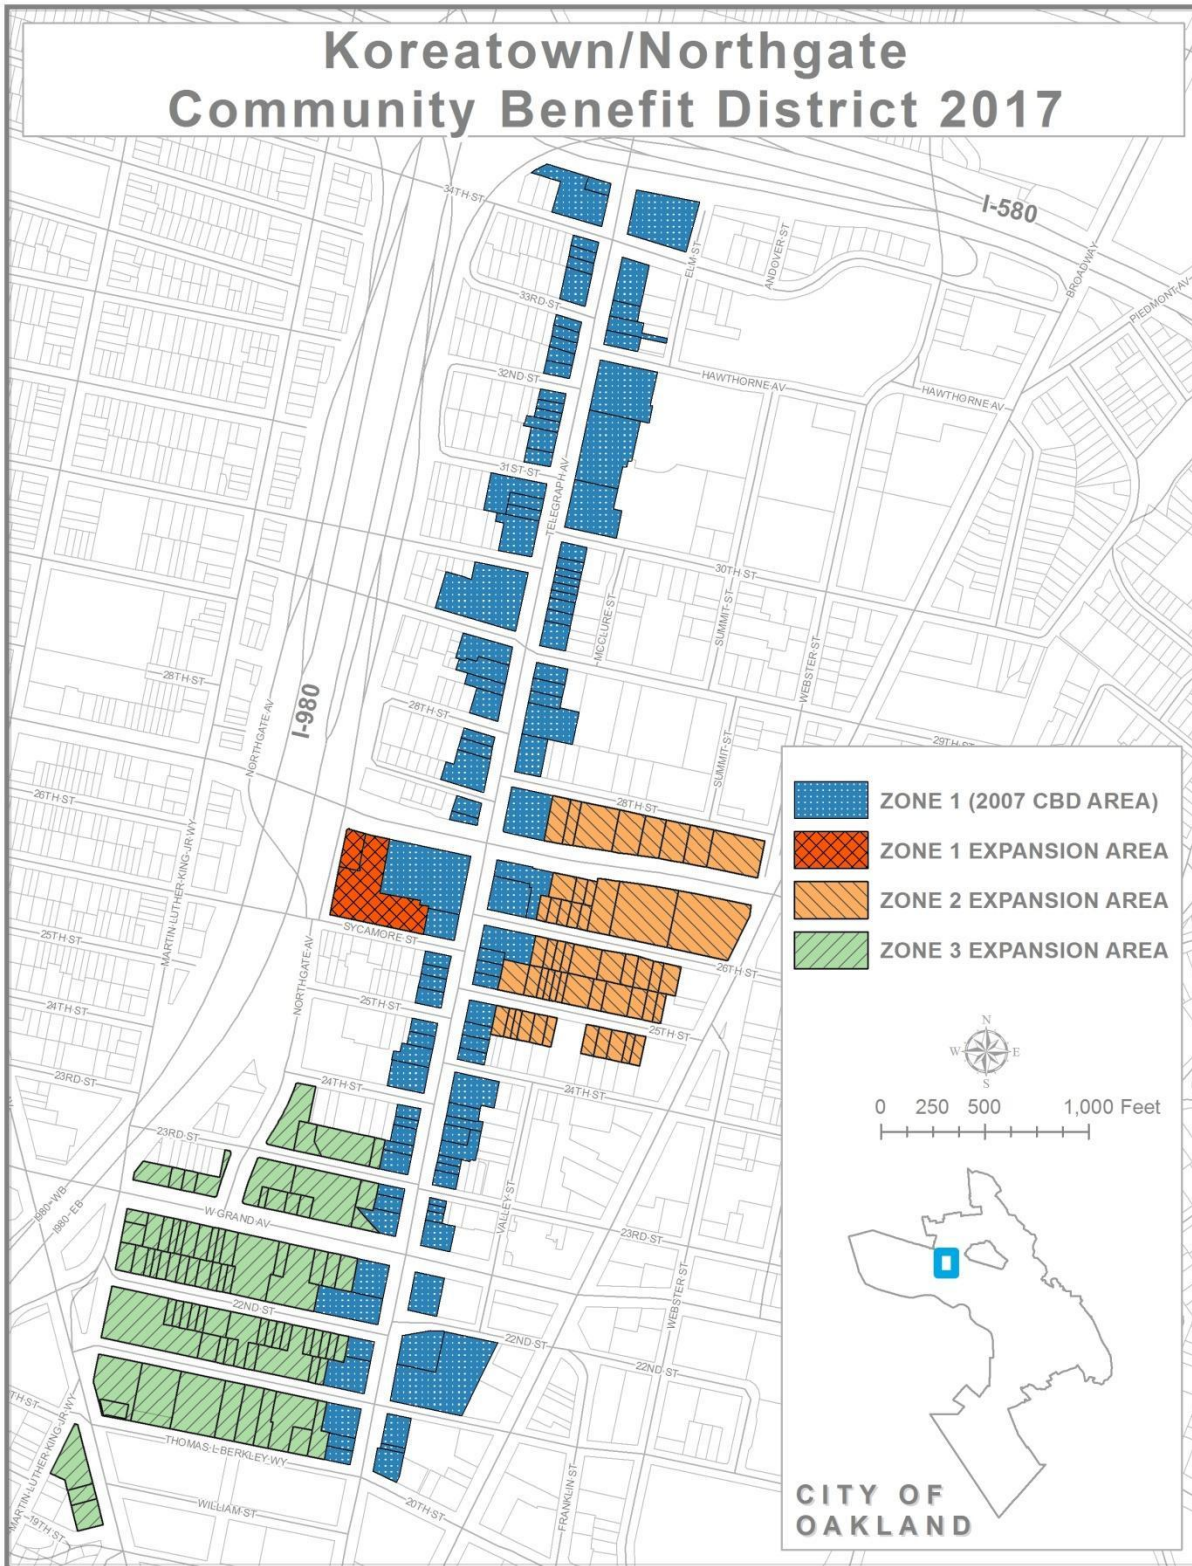 Koreatown/Northgate
Community Benefit District 2017
34TH ST
I-580
ELM ST
ANDOVER ST
BROADWAY
PIEDMONT AV
33RD ST
32ND ST
HAWTHORNE AV
HAWTHORNE AV
31ST ST
TELEGRAPH AV
30TH ST
MCCLURE ST
SUMMIT ST
WEBSTER ST
28TH ST
NORTHGATE AV
I-980
28TH ST
SUMMIT ST
29TH ST
26TH ST
28TH ST
MARTIN LUTHER KING JR WY
25TH ST
SYCAMORE ST
NORTHGATE AV
26TH ST
24TH ST
25TH ST
25TH ST
23RD ST
24TH ST
24TH ST
23RD ST
I980-WB
I980-EB
W GRAND AV
VALLEY ST
23RD ST
WEBSTER ST
22ND ST
22ND ST
22ND ST
MARTIN LUTHER KING JR WY
THOMAS L BERKLEY WY
WILLIAM ST
20TH ST
FRANKLIN ST
19TH ST
ZONE 1 (2007 CBD AREA)
ZONE 1 EXPANSION AREA
ZONE 2 EXPANSION AREA
ZONE 3 EXPANSION AREA
N
W E
S
0 250 500 1,000 Feet
CITY OF
OAKLAND